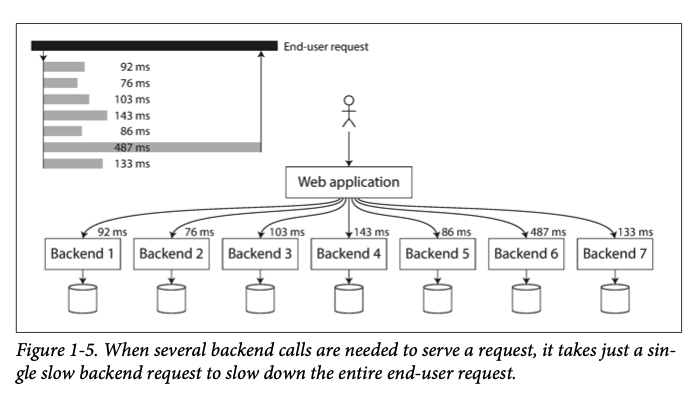 End-user request
92 ms
76 ms
103 ms
143 ms
86 ms
487 ms
133 ms
Web application
92 ms 76 ms 103 ms 143 ms 86 ms 487 ms 133 ms
Backend 1 Backend 2 Backend 3 Backend 4 Backend 5 Backend 6 Backend 7
Figure 1-5. When several backend calls are needed to serve a request, it takes just a sin-
gle slow backend request to slow down the entire end-user request.